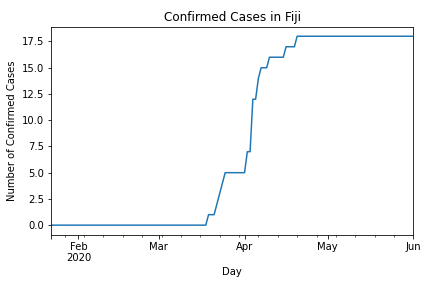 Confirmed Cases in Fiji
17.5
15.0
12.5
10.0
7.5
5.0
2.5
0.0
Number of Confirmed Cases
Feb Mar Apr May Jun
2020
Day